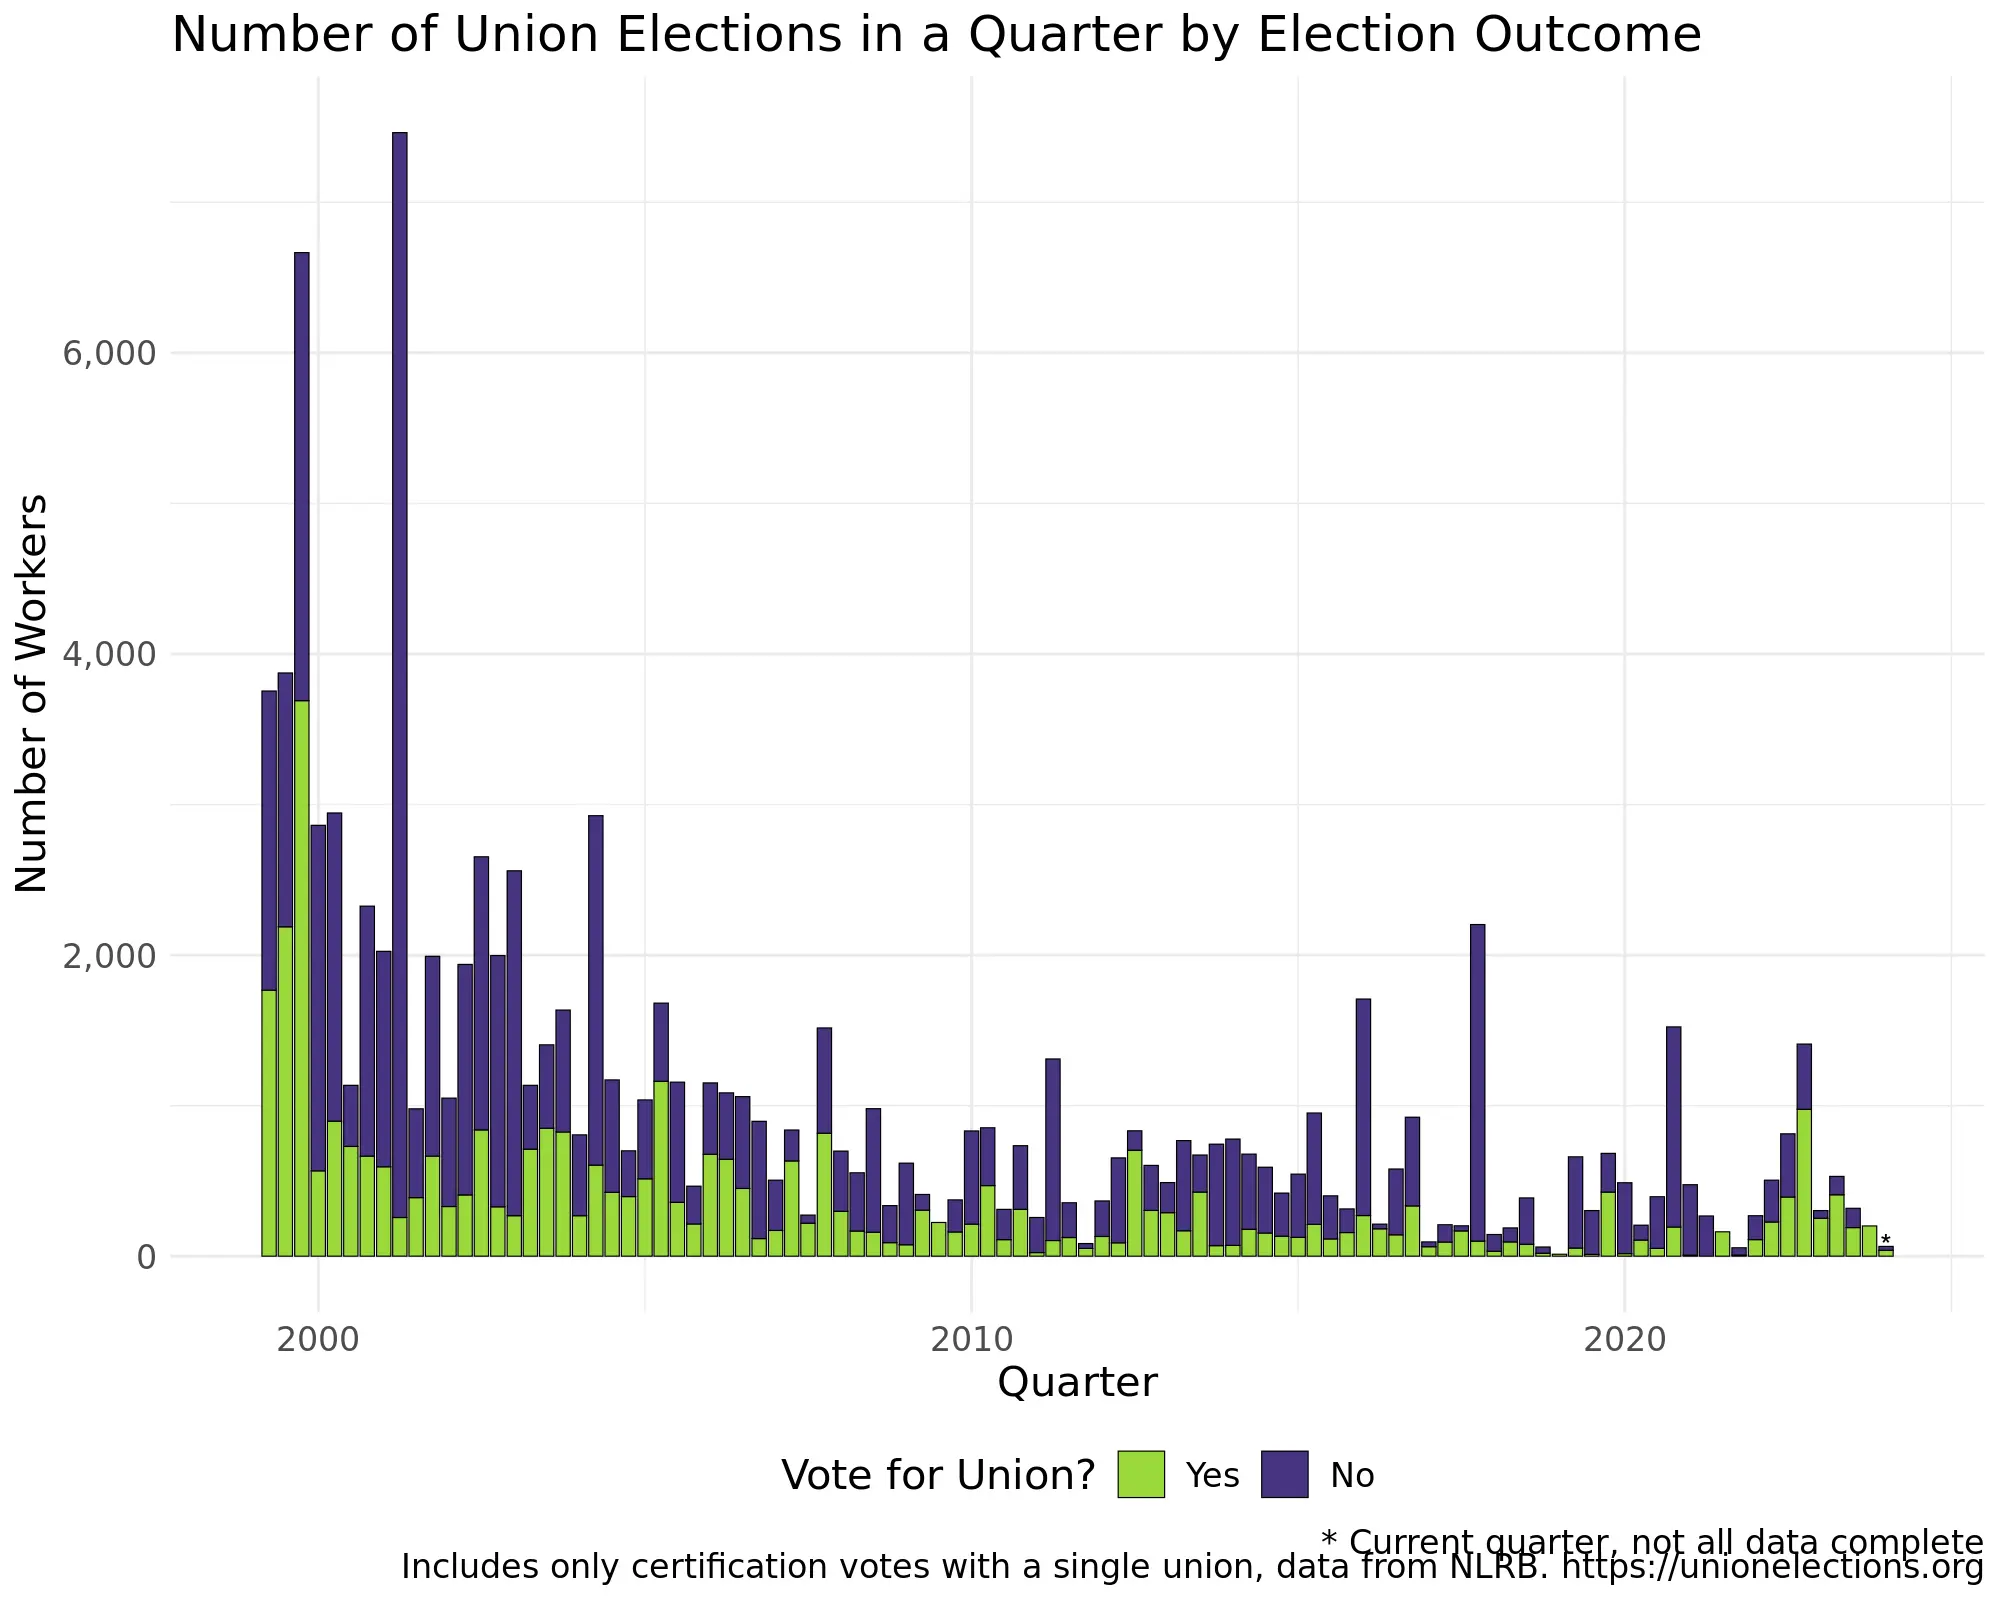 Number of Union Elections in a Quarter by Election Outcome
Number of Workers
6,000
4,000
2,000
0
*
2000 2010 2020
Quarter
Vote for Union? Yes No
* Current quarter, not all data complete
Includes only certification votes with a single union, data from NLRB. https://unionelections.org